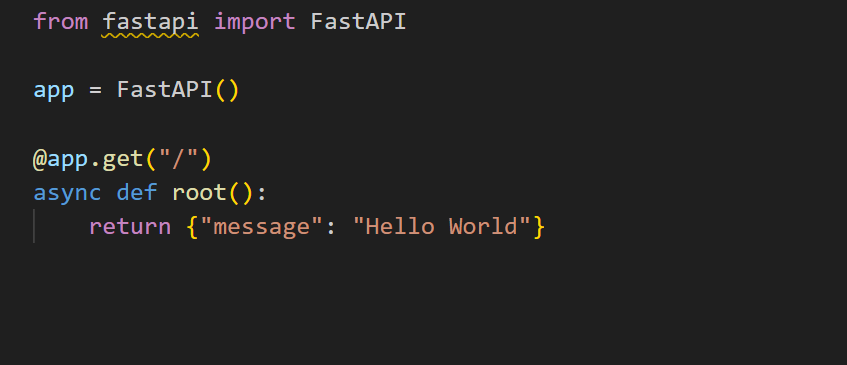 from fastapi import FastAPI
app = FastAPI()
@app.get("/")
async def root():
    return {"message": "Hello World"}